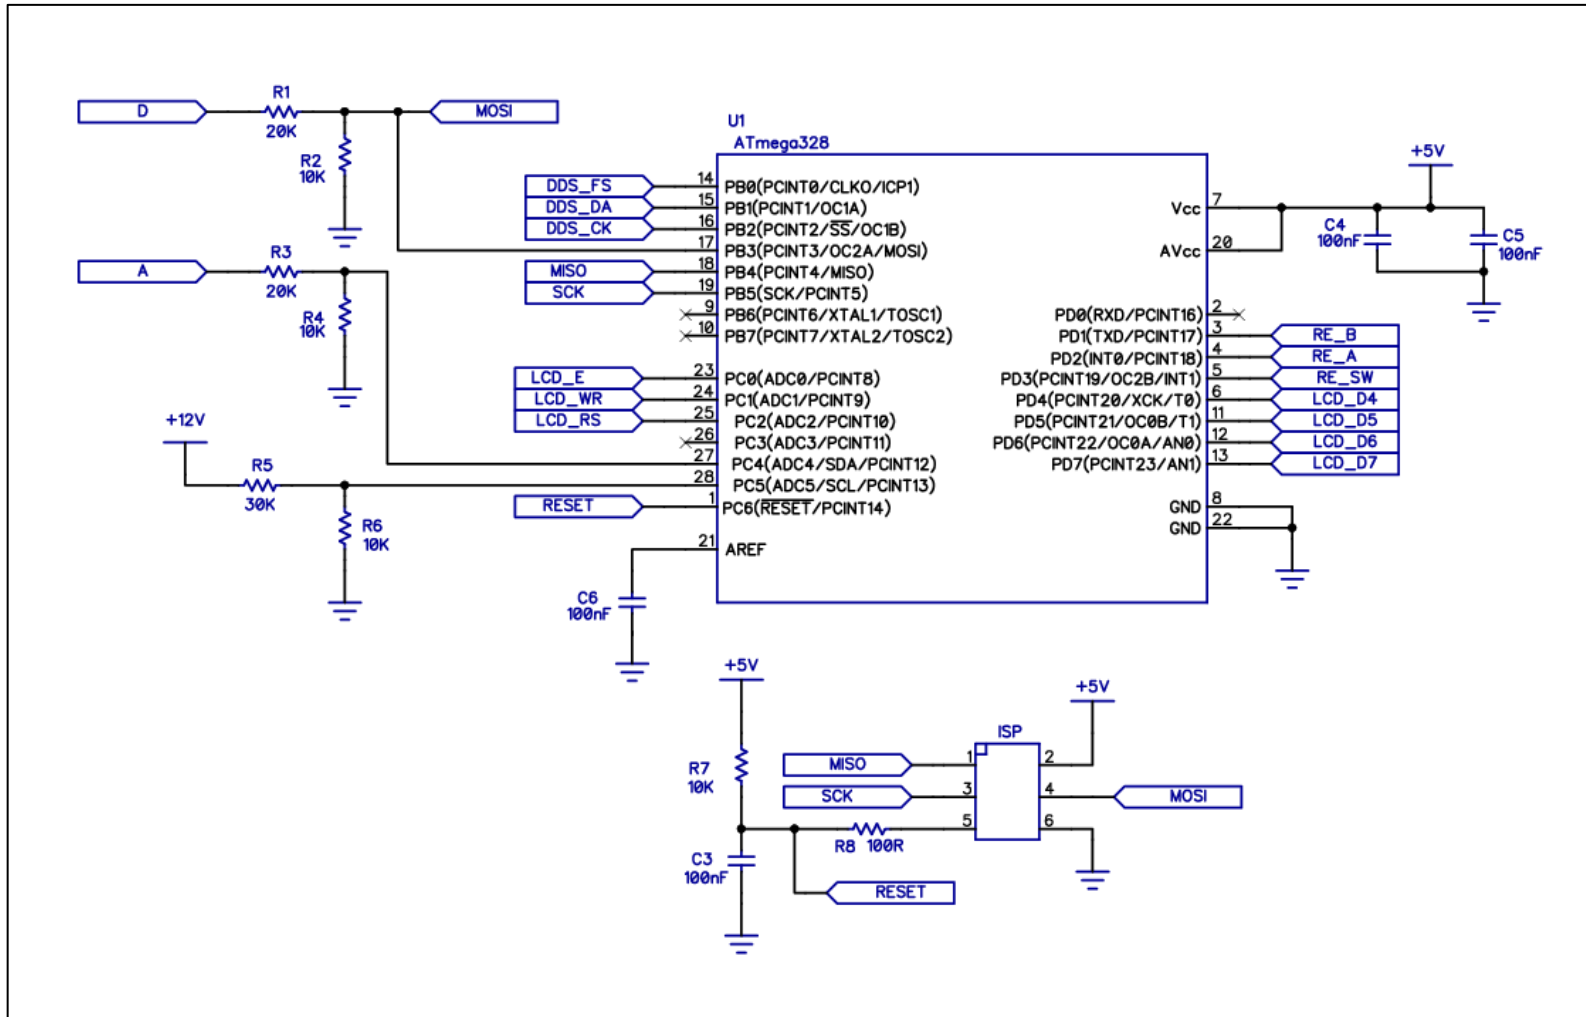 D
R1
20K
MOSI
R2
10K
A
R3
20K
R4
10K
+12V
R5
30K
R6
10K
U1
ATmega328
DDS_FS
14
PB0(PCINT0/CLKO/ICP1)
DDS_DA
15
PB1(PCINT1/OC1A)
DDS_CK
16
PB2(PCINT2/SS/OC1B)
17
PB3(PCINT3/OC2A/MOSI)
MISO
18
PB4(PCINT4/MISO)
SCK
19
PB5(SCK/PCINT5)
9
PB6(PCINT6/XTAL1/TOSC1)
10
PB7(PCINT7/XTAL2/TOSC2)
LCD_E
23
PC0(ADC0/PCINT8)
LCD_WR
24
PC1(ADC1/PCINT9)
LCD_RS
25
PC2(ADC2/PCINT10)
26
PC3(ADC3/PCINT11)
27
PC4(ADC4/SDA/PCINT12)
28
PC5(ADC5/SCL/PCINT13)
RESET
1
PC6(RESET/PCINT14)
21
AREF
C6
100nF
Vcc
7
AVcc
20
+5V
C4
100nF
C5
100nF
PD0(RXD/PCINT16)
2
PD1(TXD/PCINT17)
3
RE_B
PD2(INT0/PCINT18)
4
RE_A
PD3(PCINT19/OC2B/INT1)
5
RE_SW
PD4(PCINT20/XCK/T0)
6
LCD_D4
PD5(PCINT21/OC0B/T1)
11
LCD_D5
PD6(PCINT22/OC0A/AN0)
12
LCD_D6
PD7(PCINT23/AN1)
13
LCD_D7
GND
8
GND
22
+5V
R7
10K
C3
100nF
R8 100R
RESET
+5V
ISP
MISO
1
2
SCK
3
4
MOSI
5
6